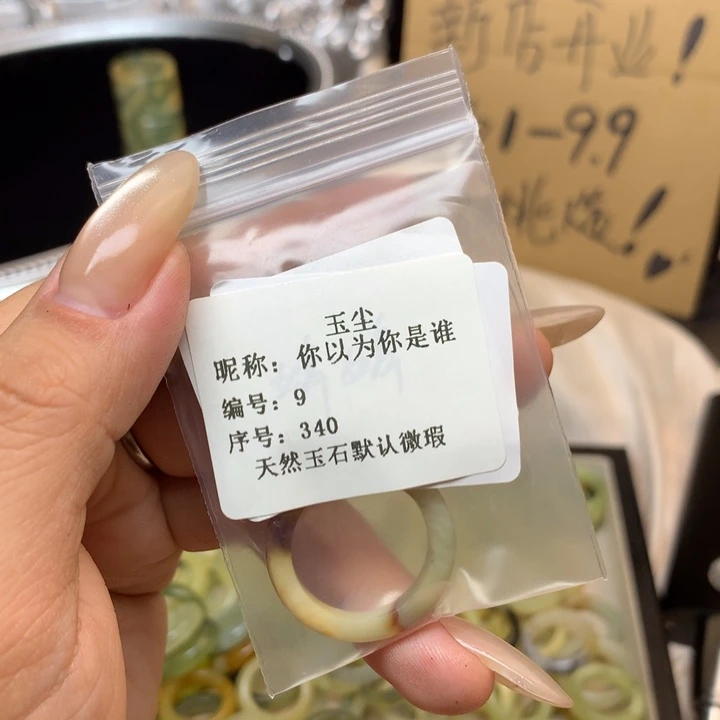 新店开业！
1-9.9
挑选！
玉尘
昵称：你以为你是谁
编号：9
序号：340
天然玉石默认微瑕